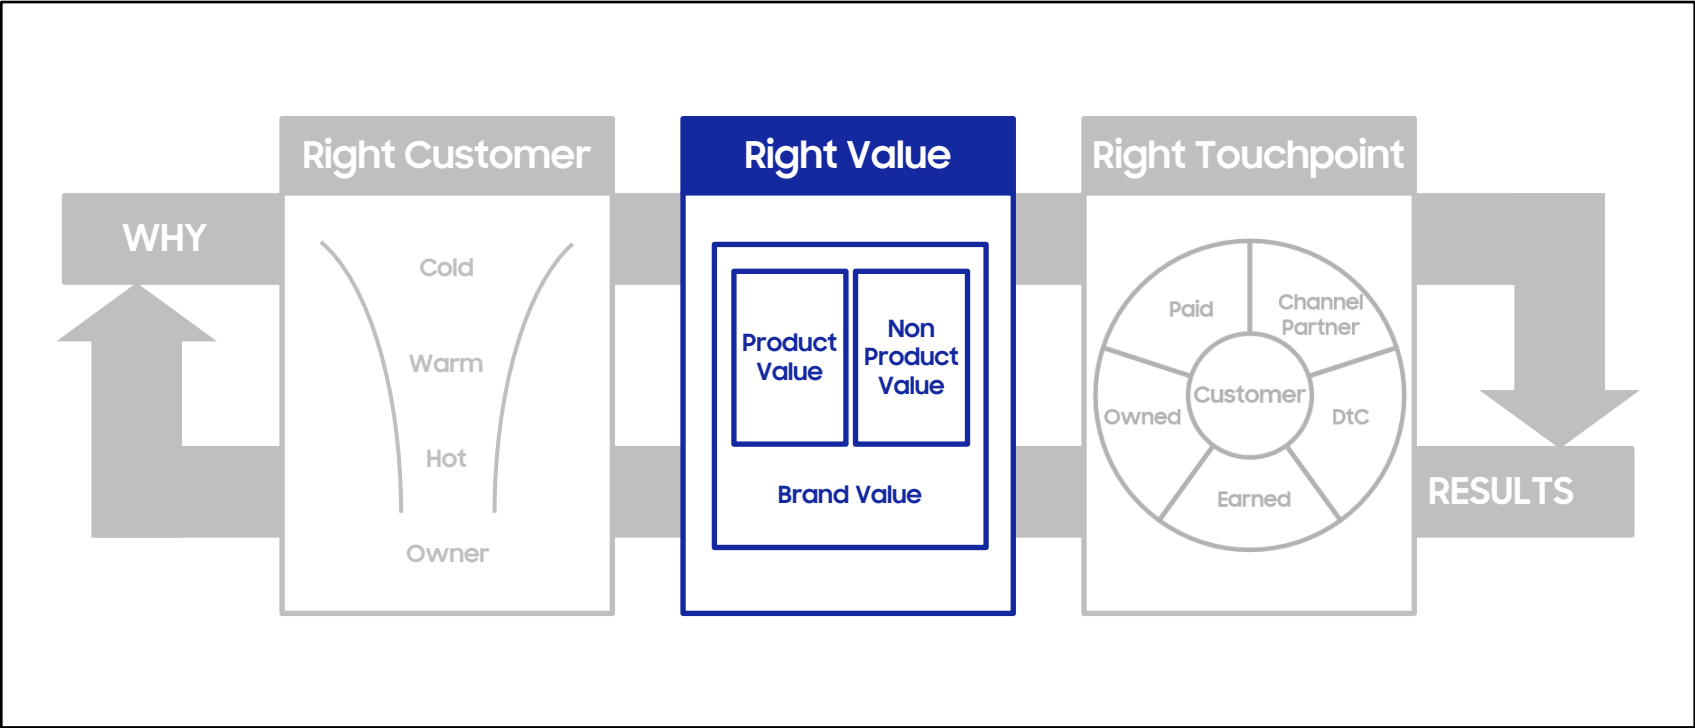 Right Customer
Right Value
Right Touchpoint
WHY
Cold
Warm
Hot
Owner
Product
Value
Non
Product
Value
Brand Value
Paid
Channel
Partner
Customer
Owned
DtC
Earned
RESULTS